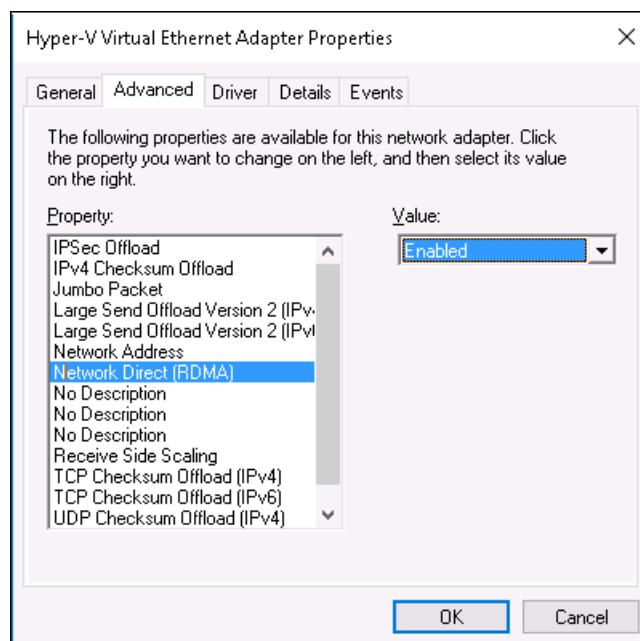 Hyper-V Virtual Ethernet Adapter Properties
General Advanced Driver Details Events
The following properties are available for this network adapter. Click
the property you want to change on the left, and then select its value
on the right.
Property:
IPSec Offload
IPv4 Checksum Offload
Jumbo Packet
Large Send Offload Version 2 (IPv
Large Send Offload Version 2 (IPv
Network Address
Network Direct (RDMA)
No Description
No Description
No Description
Receive Side Scaling
TCP Checksum Offload (IPv4)
TCP Checksum Offload (IPv6)
UDP Checksum Offload (IPv4)
Value:
Enabled
OK Cancel